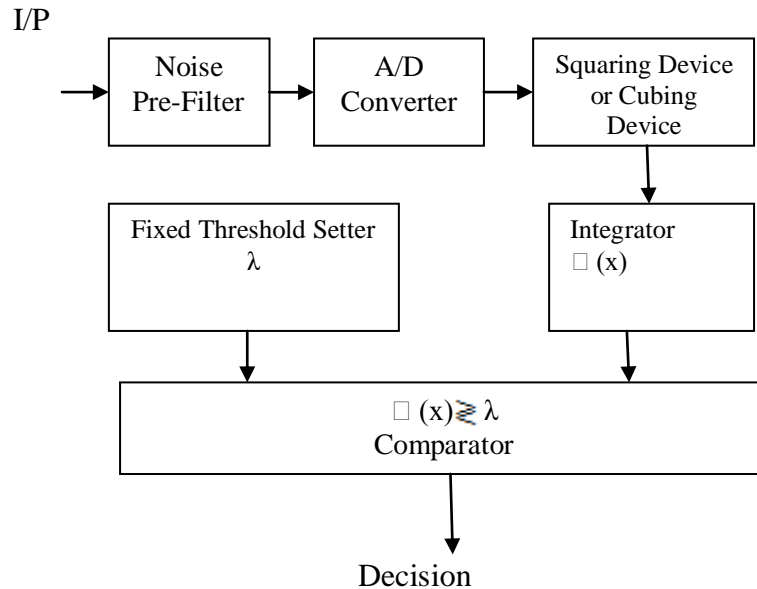 I/P
Noise
Pre-Filter
A/D
Converter
Squaring Device
or Cubing
Device
Fixed Threshold Setter
λ
Integrator
□ (x)
□ (x)≷ λ
Comparator
Decision